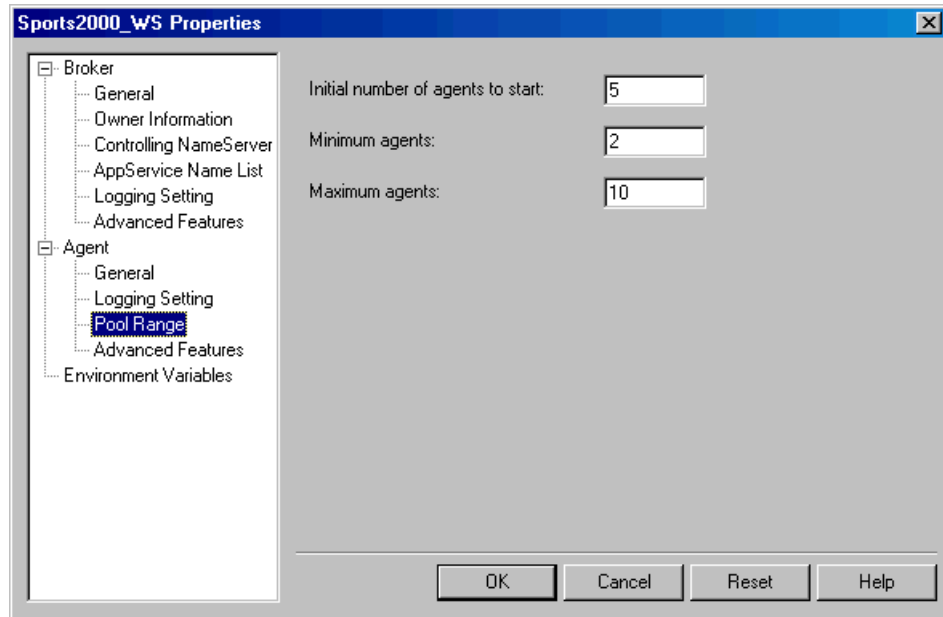 Sports2000_WS Properties
Broker
General
Owner Information
Controlling NameServer
AppService Name List
Logging Setting
Advanced Features
Agent
General
Logging Setting
Pool Range
Advanced Features
Environment Variables
Initial number of agents to start: 5
Minimum agents: 2
Maximum agents: 10
OK Cancel Reset Help